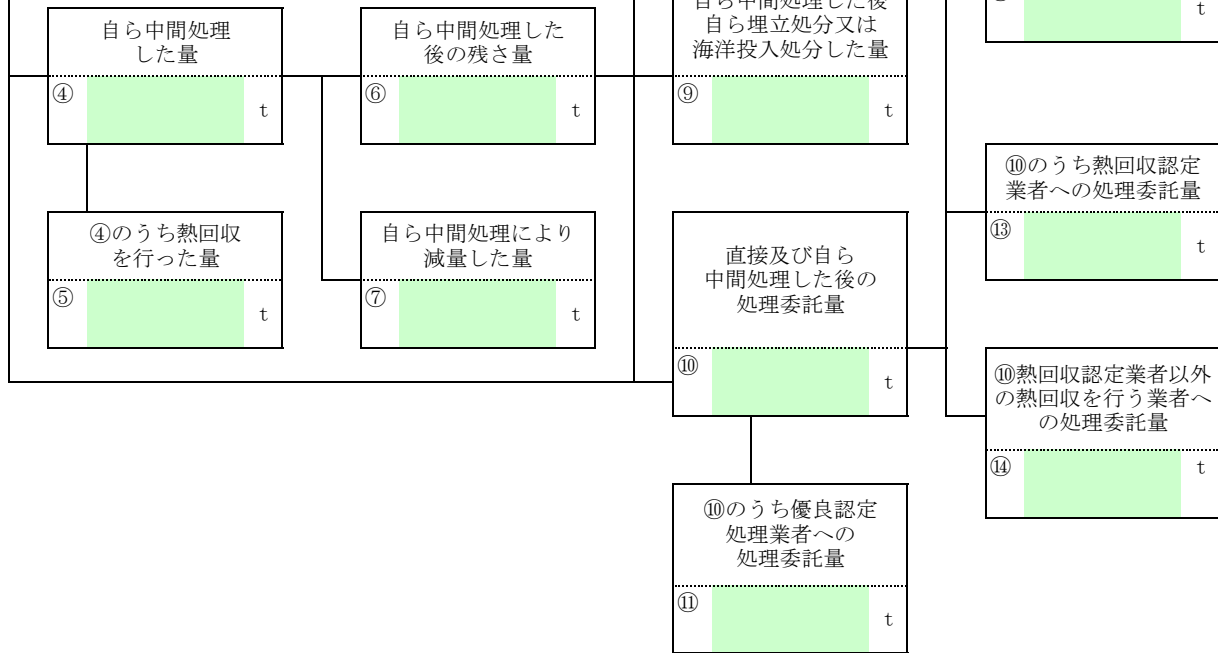 自ら中間処理
した量
④
t
自ら中間処理した
後の残さ量
⑥
t
自ら中間処理した後
自ら埋立処分又は
海洋投入処分した量
⑨
t
t
④のうち熱回収
を行った量
⑤
t
自ら中間処理により
減量した量
⑦
t
直接及び自ら
中間処理した後の
処理委託量
⑩
t
⑩のうち熱回収認定
業者への処理委託量
⑬
t
⑩熱回収認定業者以外
の熱回収を行う業者へ
の処理委託量
⑭
t
⑩のうち優良認定
処理業者への
処理委託量
⑪
t